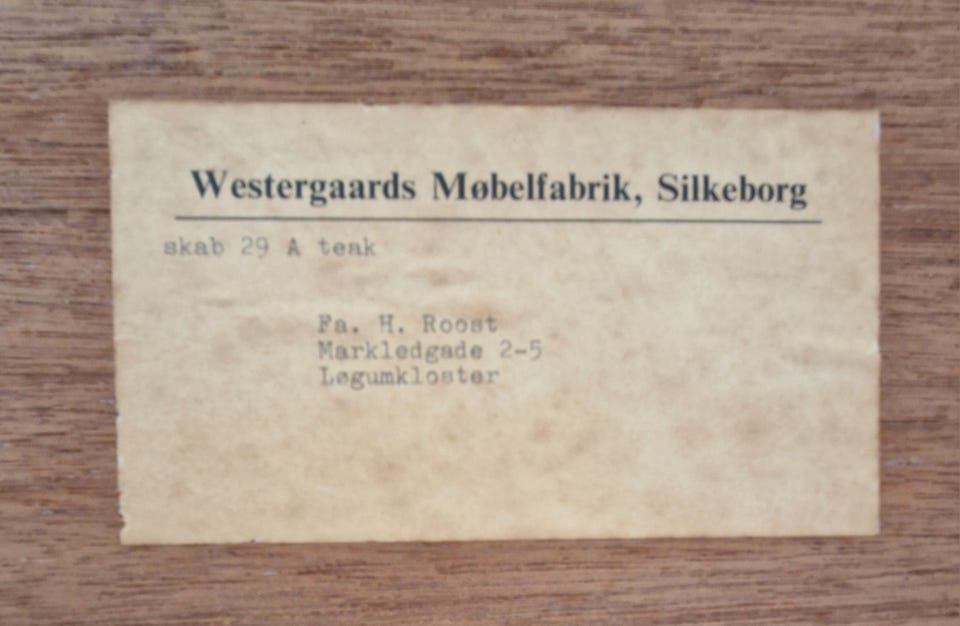 Westergaards Møbelfabrik, Silkeborg
skab 29 A teak
Fa. H. Roost
Markledgade 2-5
Løgumkloster